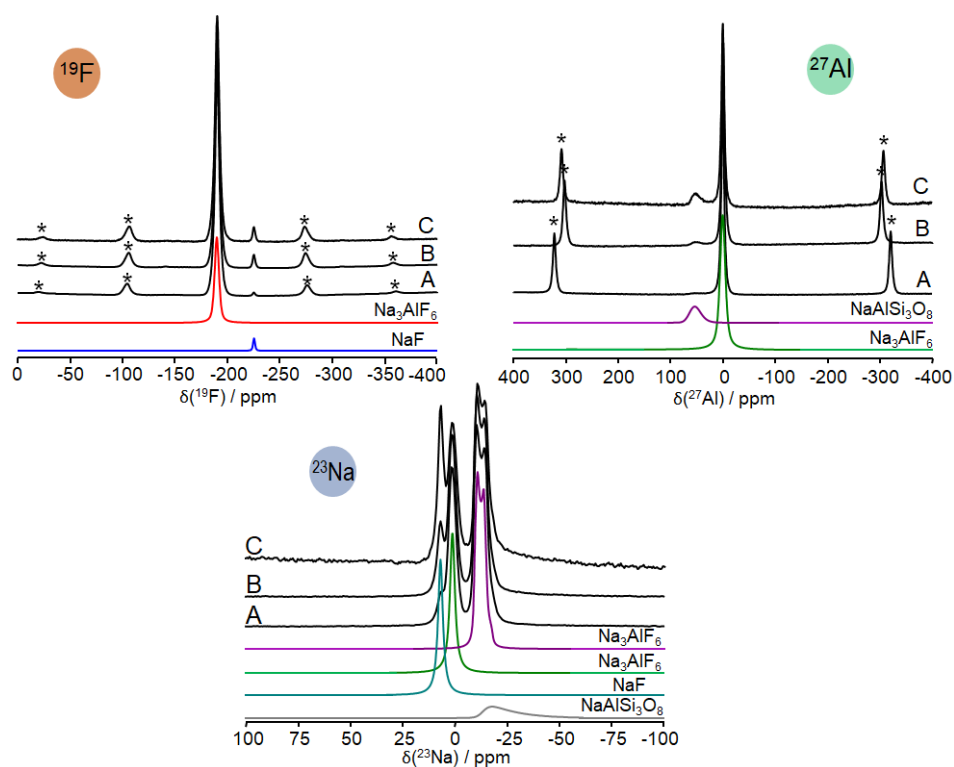 ¹⁹F
C
B
A
Na₃AlF₆
NaF
* * * *
* * * *
* * * *
0 -50 -100 -150 -200 -250 -300 -350 -400
δ(¹⁹F) / ppm
²⁷Al
* *
* *
* *
C
B
A
NaAlSi₃O₈
Na₃AlF₆
400 300 200 100 0 -100 -200 -300 -400
δ(²⁷Al) / ppm
²³Na
C
B
A
Na₃AlF₆
Na₃AlF₆
NaF
NaAlSi₃O₈
100 75 50 25 0 -25 -50 -75 -100
δ(²³Na) / ppm